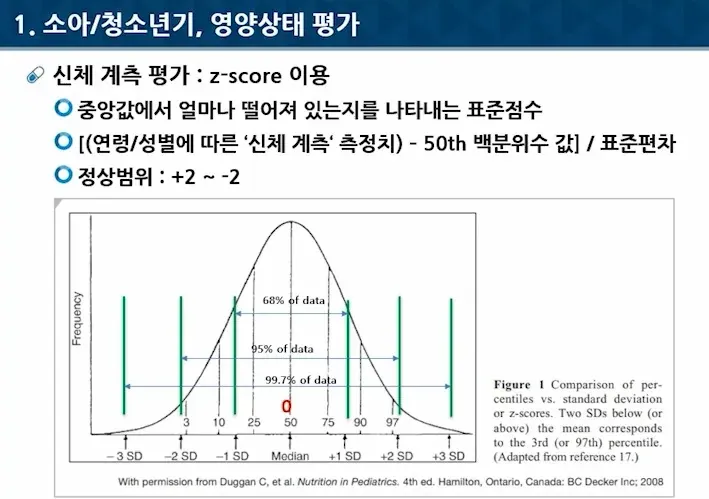 1. 소아/청소년기, 영양상태 평가
신체 계측 평가 : z-score 이용
중앙값에서 얼마나 떨어져 있는지를 나타내는 표준점수
[(연령/성별에 따른 ‘신체 계측‘ 측정치) - 50th 백분위수 값] / 표준편차
정상범위 : +2 ~ -2
Frequency
68% of data
95% of data
99.7% of data
0
3 10 25 50 75 90 97
− 3 SD −2 SD −1 SD Median +1 SD +2 SD +3 SD
Figure 1 Comparison of per-
centiles vs. standard deviation
or z-scores. Two SDs below (or
above) the mean corresponds
to the 3rd (or 97th) percentile.
(Adapted from reference 17.)
With permission from Duggan C, et al. Nutrition in Pediatrics. 4th ed. Hamilton, Ontario, Canada: BC Decker Inc; 2008